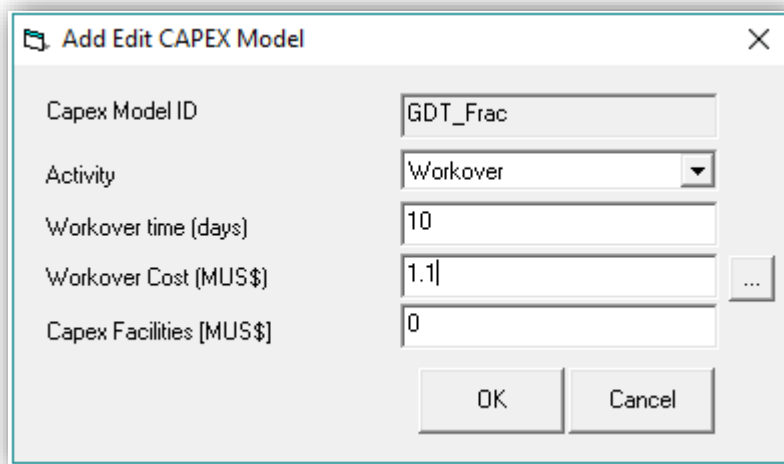 Add Edit CAPEX Model
Capex Model ID GDT_Frac
Activity Workover
Workover time (days) 10
Workover Cost (MUS$) 1.1
...
Capex Facilities [MUS$] 0
OK Cancel